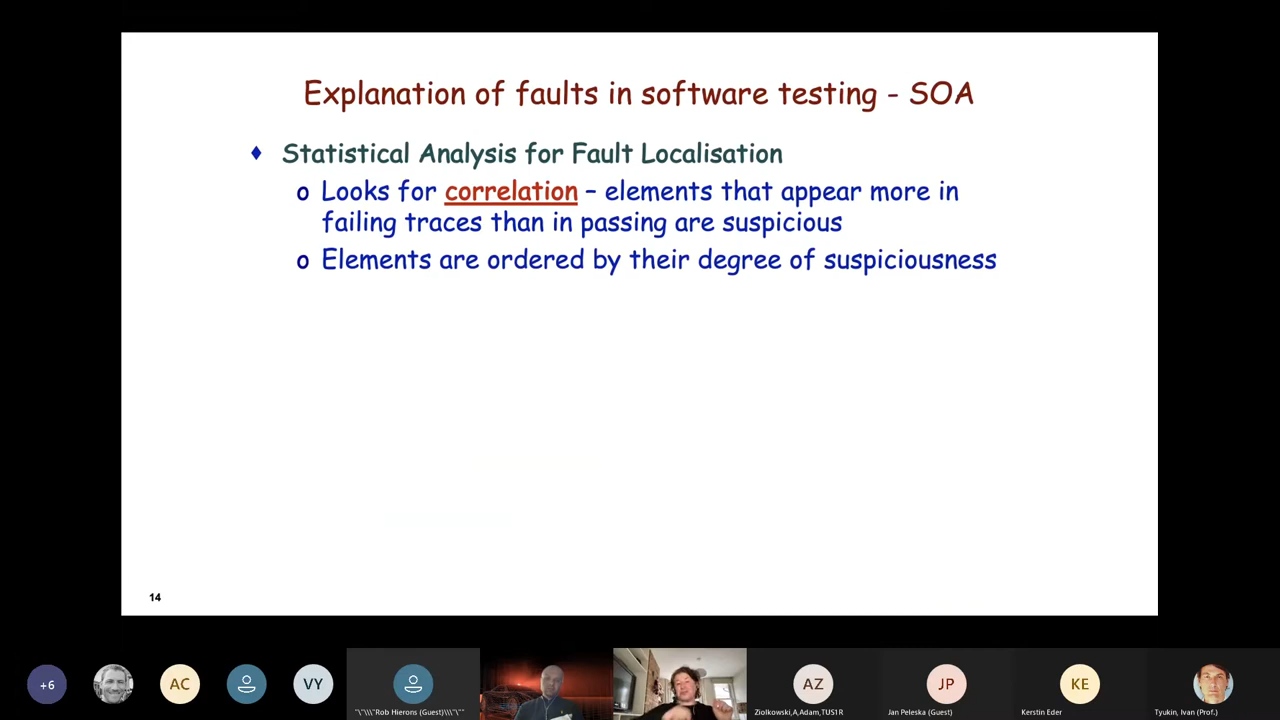 Explanation of faults in software testing - SOA
♦ Statistical Analysis for Fault Localisation
o Looks for correlation – elements that appear more in
failing traces than in passing are suspicious
o Elements are ordered by their degree of suspiciousness
14
+6
AC
VY
"\"\\\"Rob Hierons (Guest)\\\"\""
AZ
Ziolkowski,A,Adam,TUS1R
JP
Jan Peleska (Guest)
KE
Kerstin Eder
Tyukin, Ivan (Prof.)